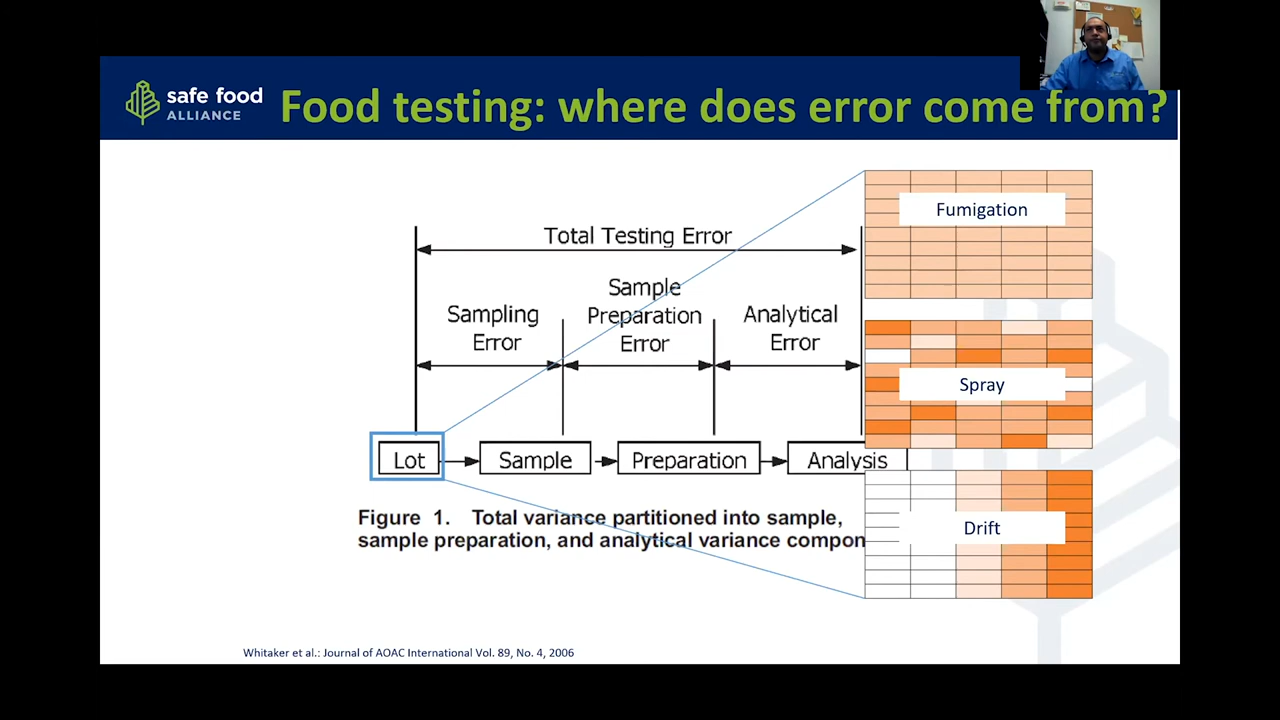 safe food
ALLIANCE
Food testing: where does error come from?
Total Testing Error
Sampling
Error
Sample
Preparation
Error
Analytical
Error
Lot
Sample
Preparation
Analysis
Figure 1. Total variance partitioned into sample,
sample preparation, and analytical variance compon
Fumigation
Spray
Drift
Whitaker et al.: Journal of AOAC International Vol. 89, No. 4, 2006